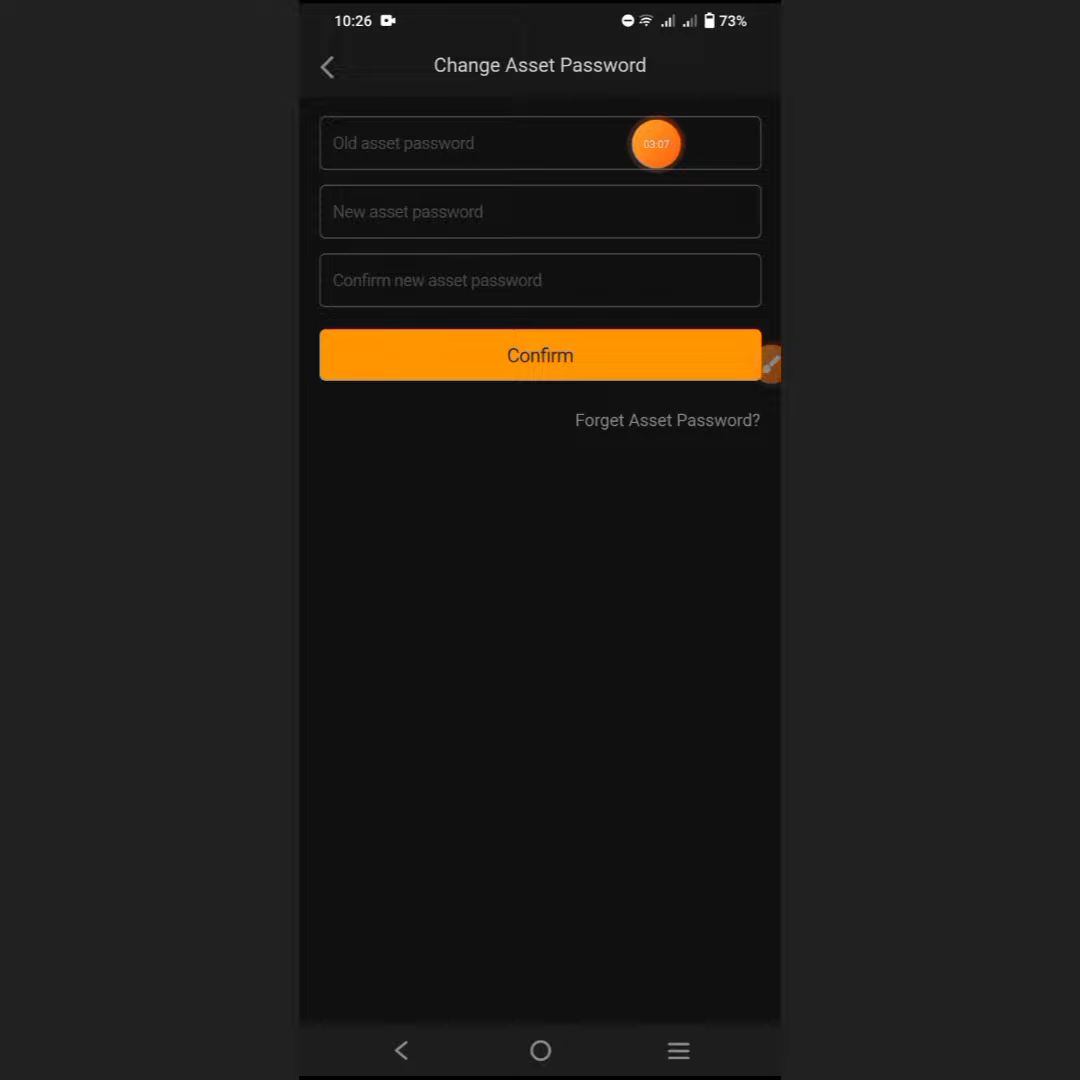 10:26 73%
Change Asset Password
Old asset password 03:07
New asset password
Confirm new asset password
Confirm
Forget Asset Password?